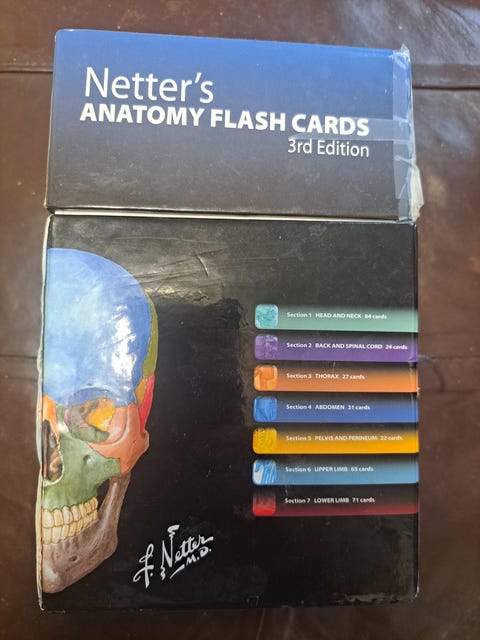 Netter's
ANATOMY FLASH CARDS
3rd Edition
Section 1 HEAD AND NECK 84 cards
Section 2 BACK AND SPINAL CORD 24 cards
Section 3 THORAX 27 cards
Section 4 ABDOMEN 31 cards
Section 5 PELVIS AND PERINEUM 22 cards
Section 6 UPPER LIMB 65 cards
Section 7 LOWER LIMB 71 cards
F. Netter
M.D.